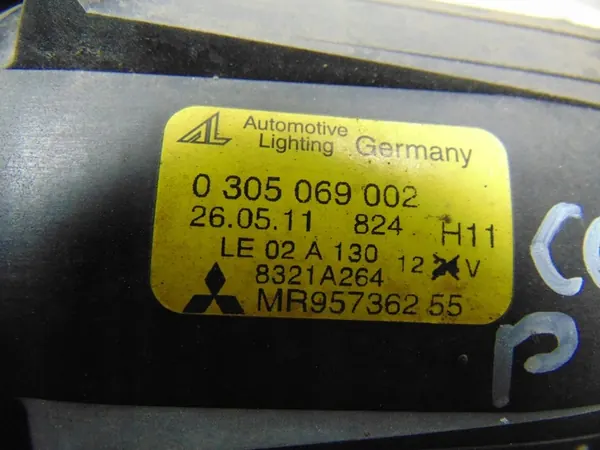 AL Automotive
Lighting Germany
0 305 069 002
26.05.11 824 H11
LE 02 A 130 12 V
8321A264
MR957362 55
P